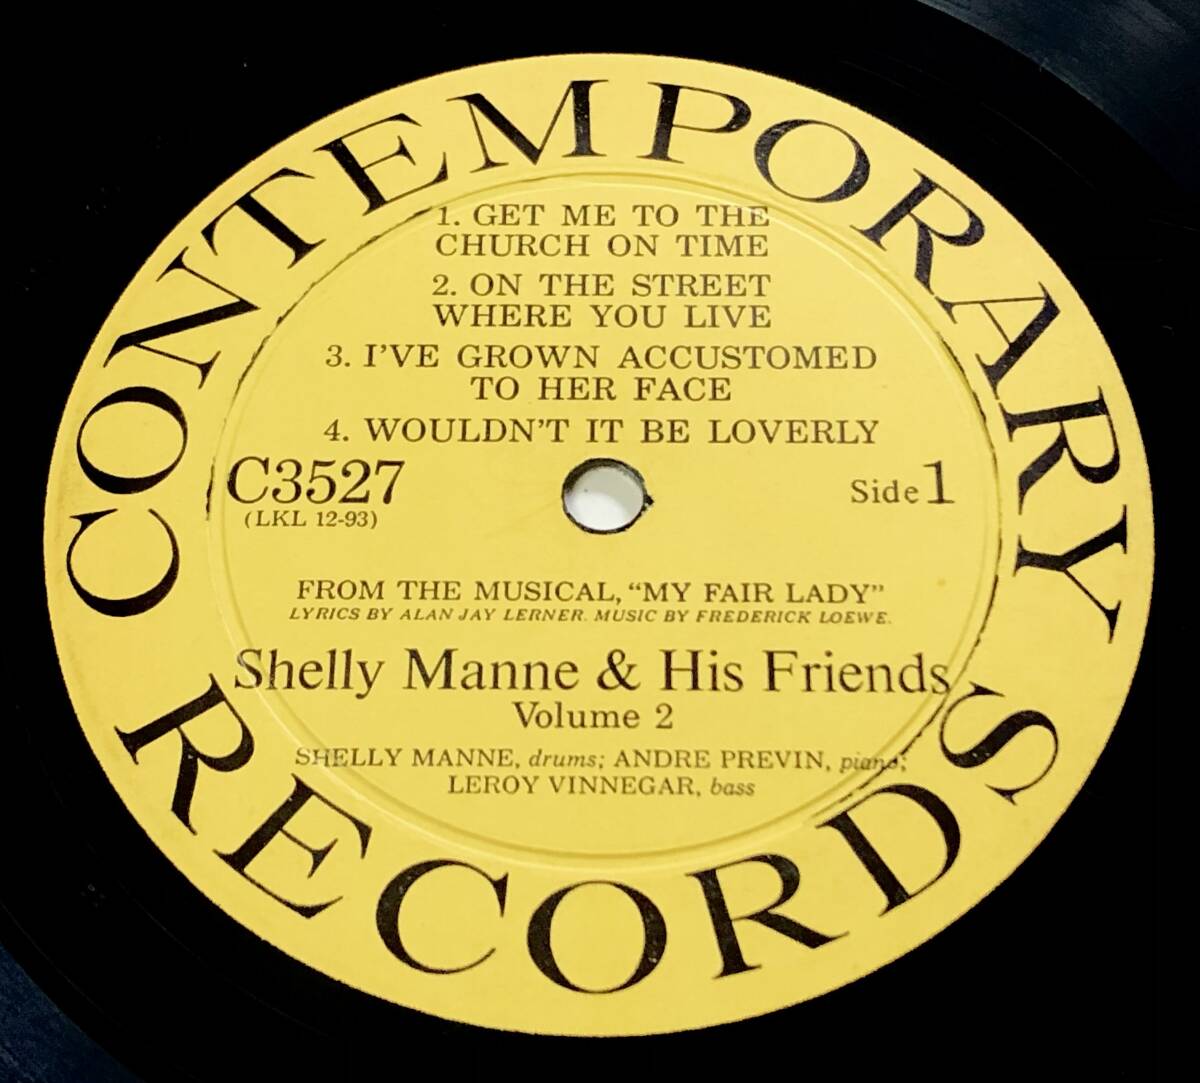 CONTEMPORARY
1. GET ME TO THE
CHURCH ON TIME
2. ON THE STREET
WHERE YOU LIVE
3. I'VE GROWN ACCUSTOMED
TO HER FACE
4. WOULDN'T IT BE LOVERLY
C3527
Side 1
(LKL 12-93)
FROM THE MUSICAL, “MY FAIR LADY”
LYRICS BY ALAN JAY LERNER. MUSIC BY FREDERICK LOEWE.
Shelly Manne & His Friends
Volume 2
SHELLY MANNE, drums; ANDRE PREVIN, piano;
LEROY VINNEGAR, bass
RECORDS